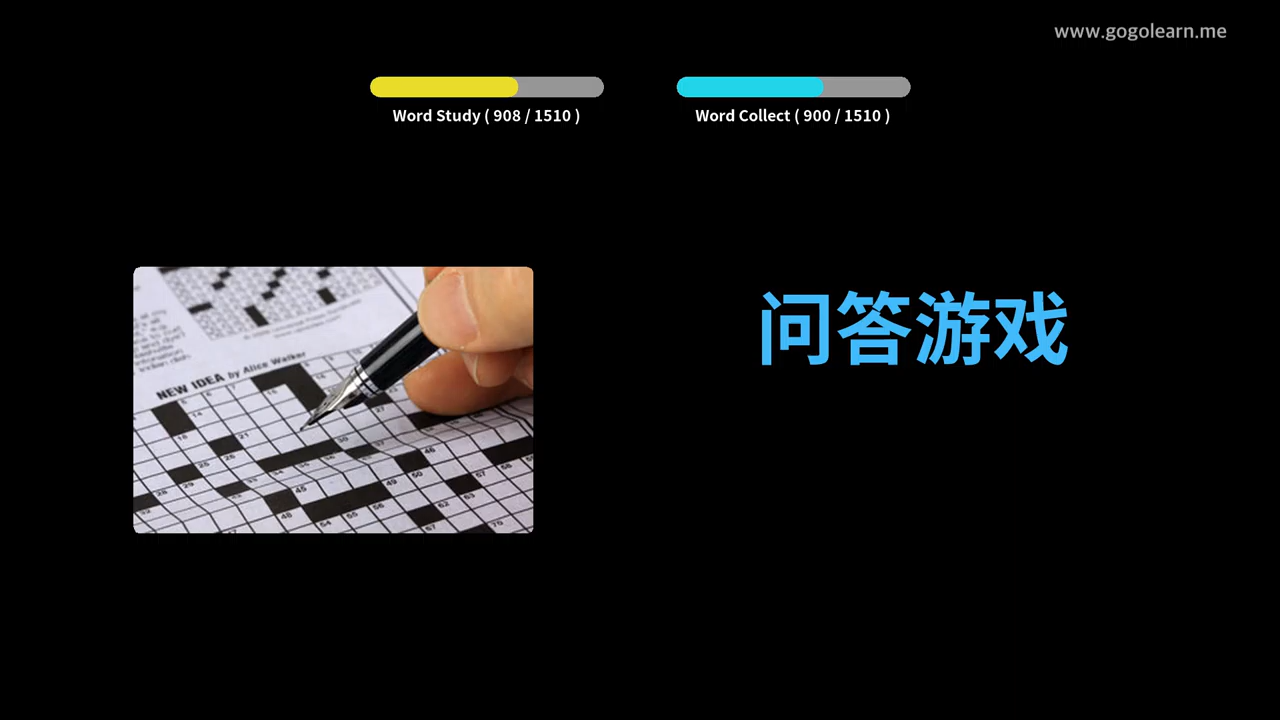 www.gogolearn.me
Word Study ( 908 / 1510 )
Word Collect ( 900 / 1510 )
问答游戏
NEW IDEA by Alice Walker